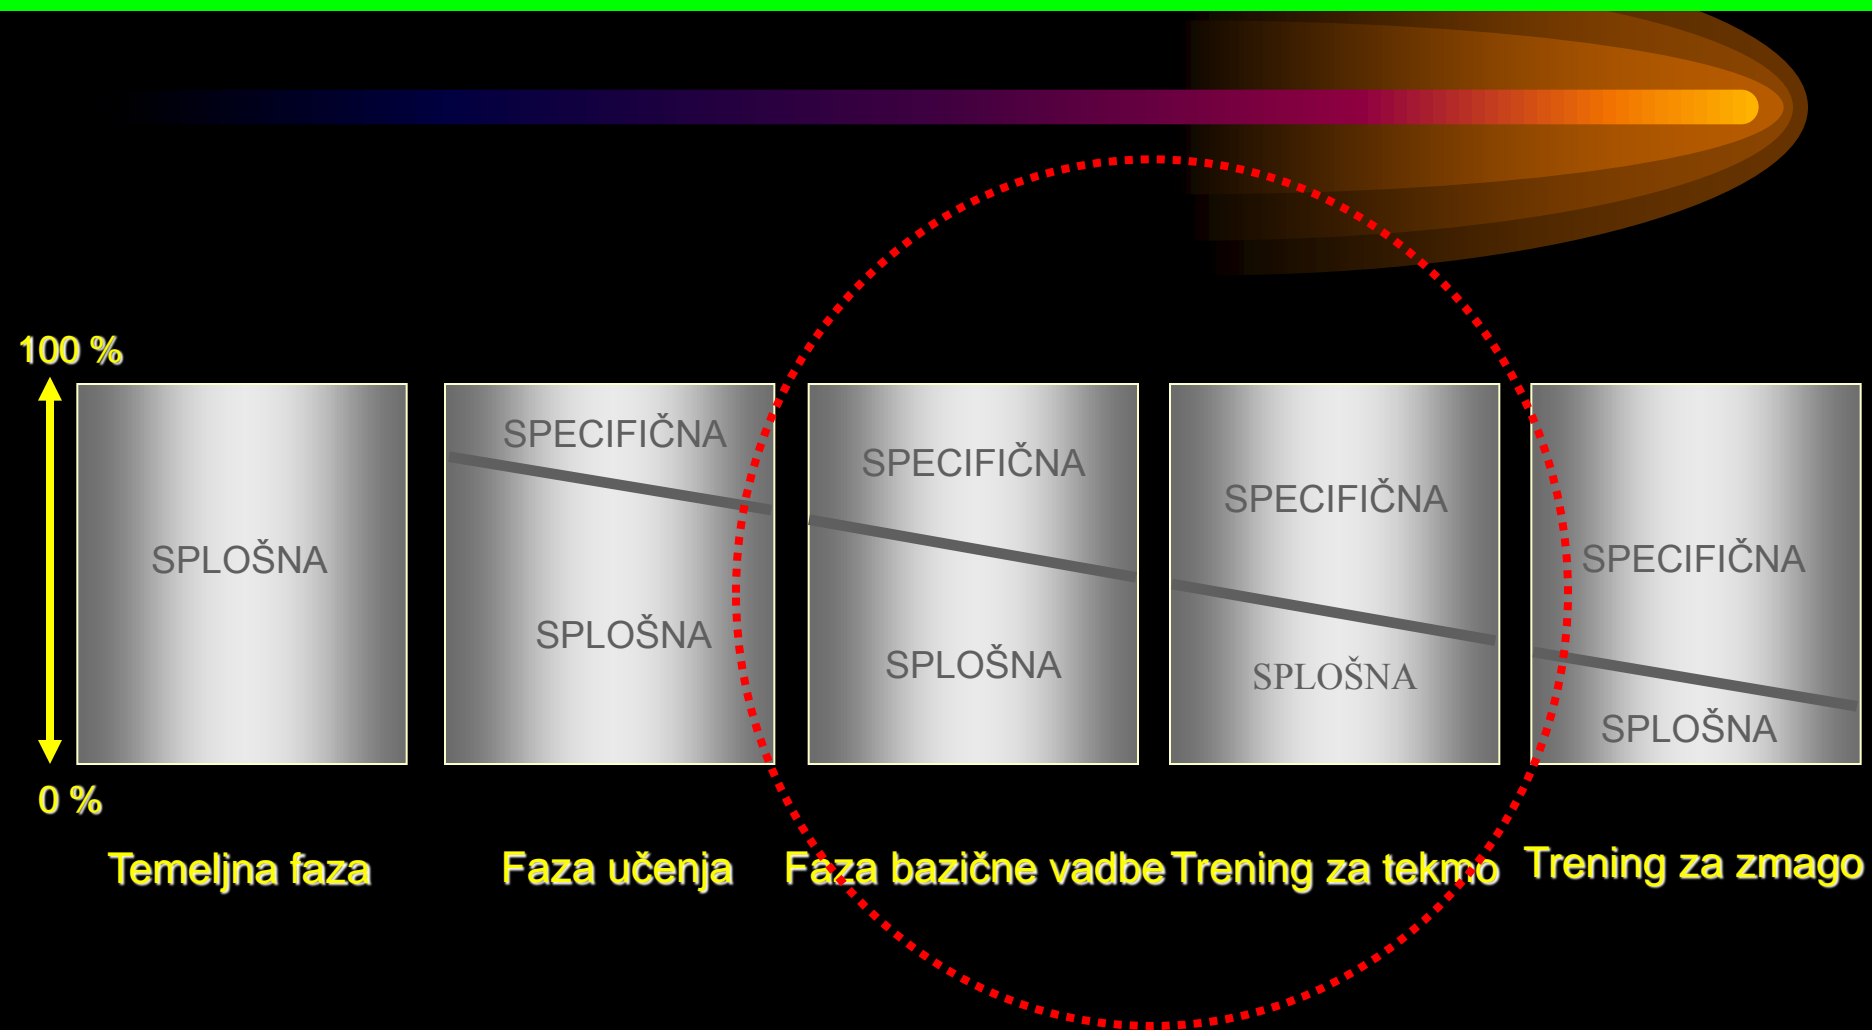 100 %
SPLOŠNA
SPECIFIČNA
SPLOŠNA
SPECIFIČNA
SPLOŠNA
SPECIFIČNA
SPLOŠNA
SPECIFIČNA
SPLOŠNA
0 %
Temeljna faza
Faza učenja
Faza bazične vadbe
Trening za tekmo
Trening za zmago